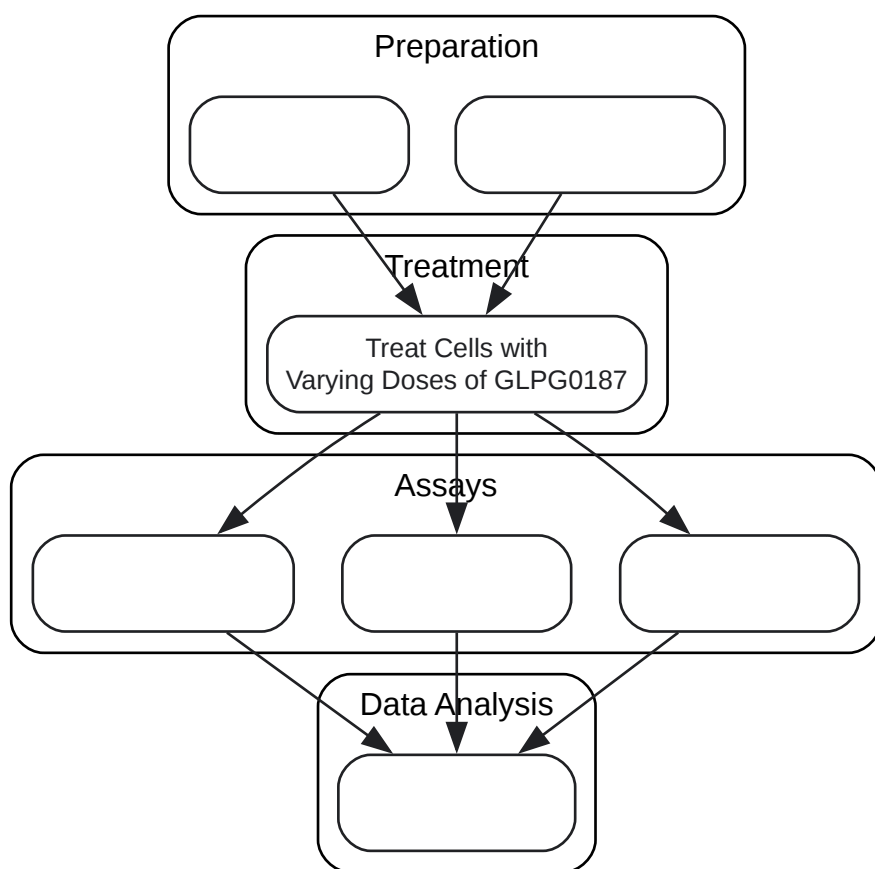 Preparation
Treatment
Treat Cells with
Varying Doses of GLPG0187
Assays
Data Analysis